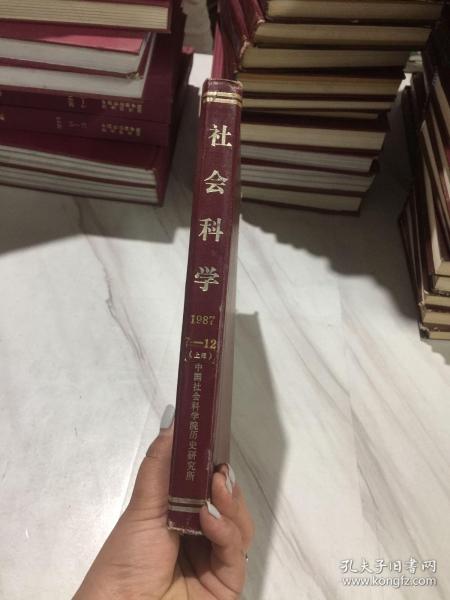 社会科学
1987
7—12
(上海)
中国社会科学院历史研究所
孔夫子旧书网
www.kongfz.com